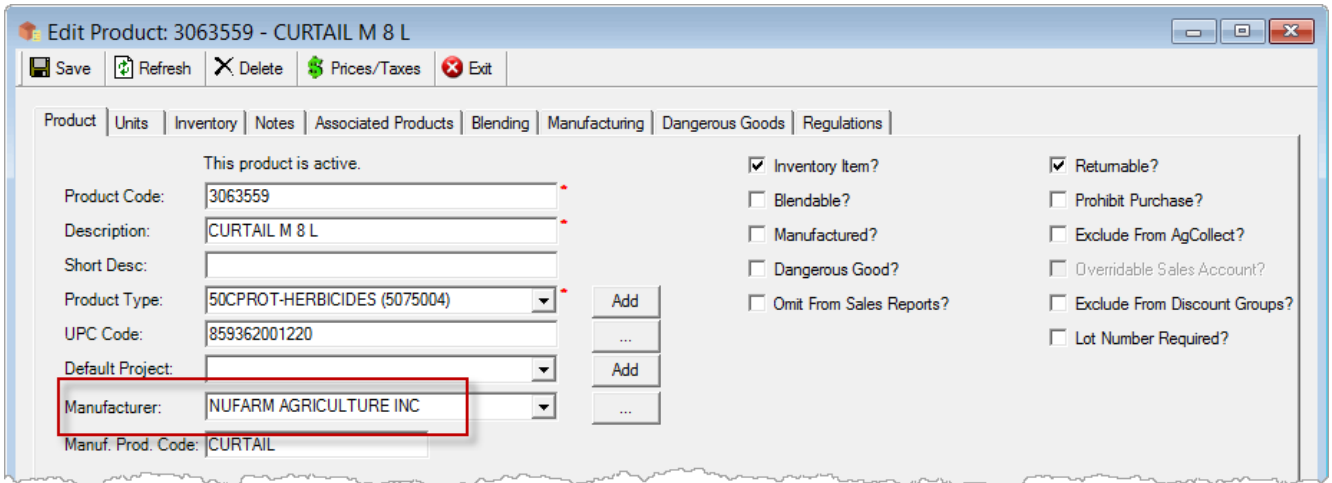 Edit Product: 3063559 - CURTAIL M 8 L
Save Refresh Delete Prices/Taxes Exit
Product Units Inventory Notes Associated Products Blending Manufacturing Dangerous Goods Regulations
This product is active.
Product Code: 3063559 *
Description: CURTAIL M 8 L *
Short Desc:
Product Type: 50CPROT-HERBICIDES (5075004) * Add
UPC Code: 859362001220 ...
Default Project: Add
Manufacturer: NUFARM AGRICULTURE INC ...
Manuf. Prod. Code: CURTAIL
Inventory Item?
Blendable?
Manufactured?
Dangerous Good?
Omit From Sales Reports?
Returnable?
Prohibit Purchase?
Exclude From AgCollect?
Overridable Sales Account?
Exclude From Discount Groups?
Lot Number Required?